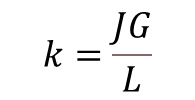 k = JG/L